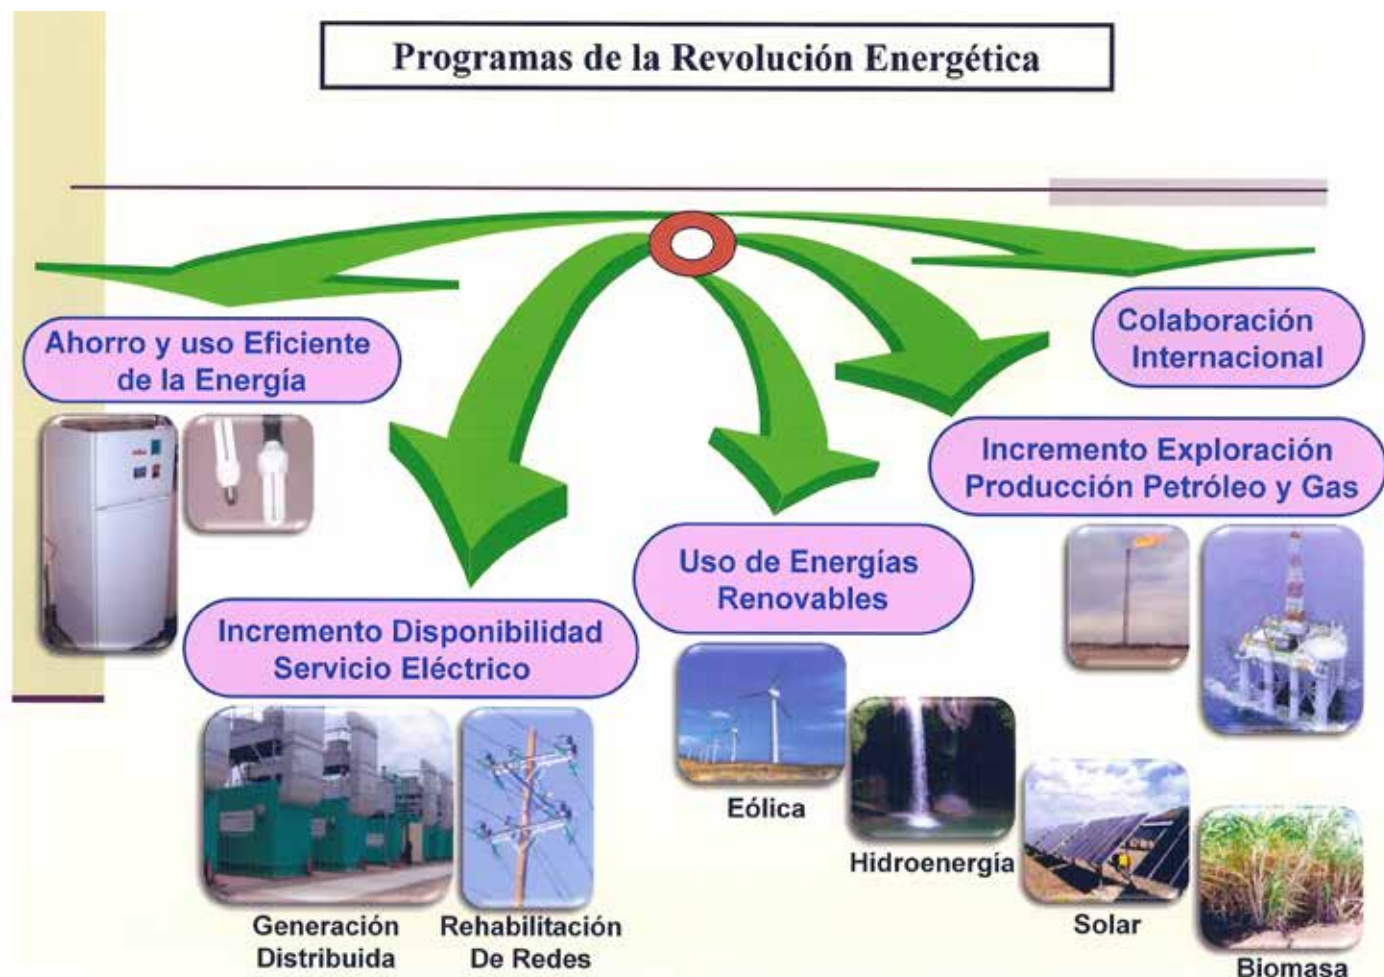 Programas de la Revolución Energética
Ahorro y uso Eficiente
de la Energía
Incremento Disponibilidad
Servicio Eléctrico
Generación
Distribuida
Rehabilitación
De Redes
Uso de Energías
Renovables
Eólica
Hidroenergía
Solar
Biomasa
Incremento Exploración
Producción Petróleo y Gas
Colaboración
Internacional